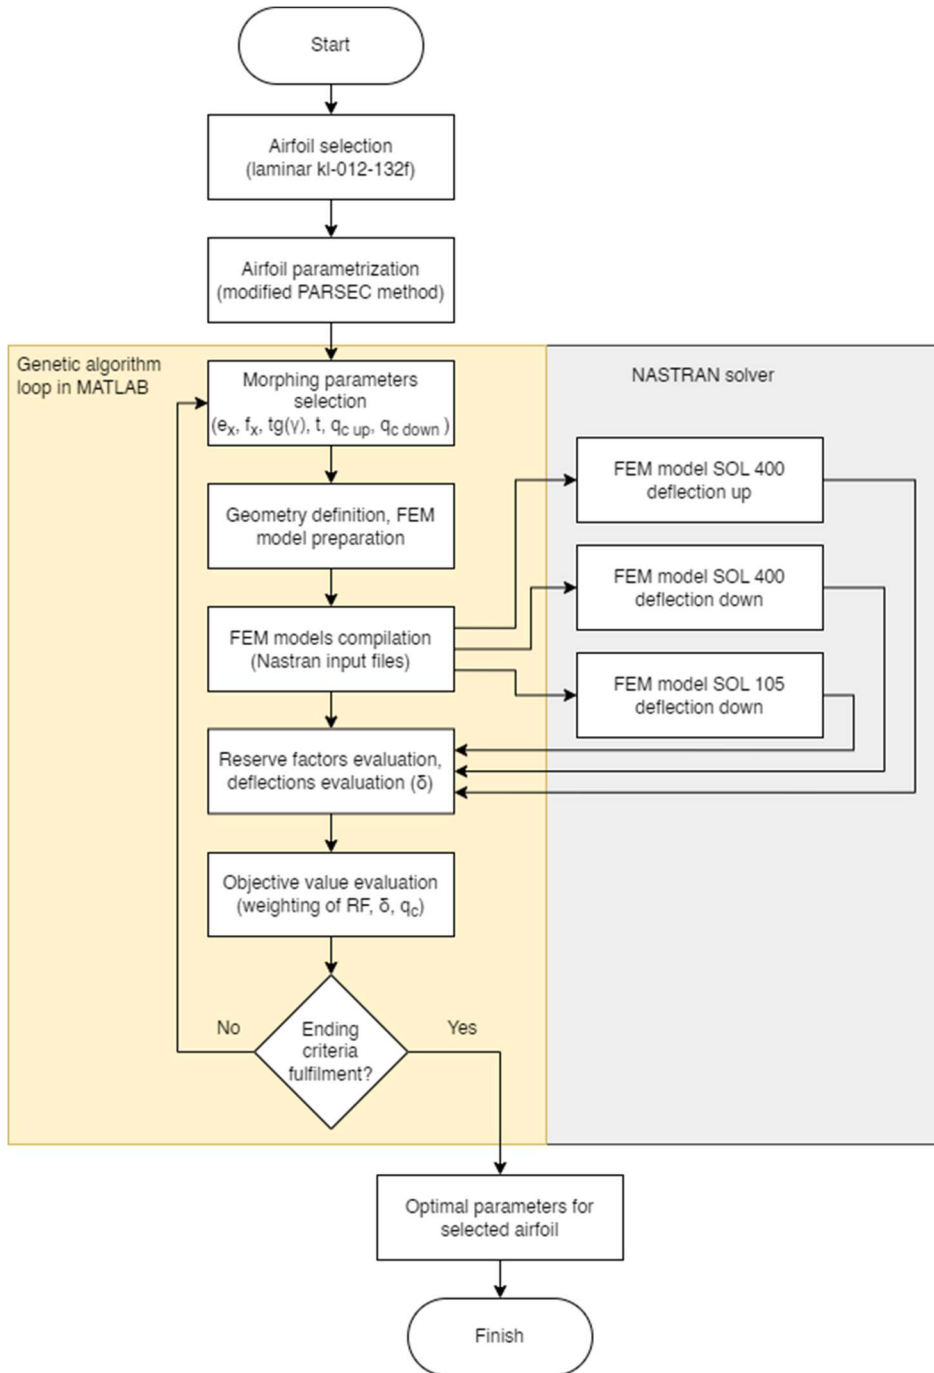 Start
Airfoil selection
(laminar kl-012-132f)
Airfoil parametrization
(modified PARSEC method)
Genetic algorithm
loop in MATLAB
NASTRAN solver
Morphing parameters
selection
(eₓ, fₓ, tg(γ), t, q_c up, q_c down )
Geometry definition, FEM
model preparation
FEM models compilation
(Nastran input files)
FEM model SOL 400
deflection up
FEM model SOL 400
deflection down
FEM model SOL 105
deflection down
Reserve factors evaluation,
deflections evaluation (δ)
Objective value evaluation
(weighting of RF, δ, q_c)
No
Yes
Ending
criteria
fulfilment?
Optimal parameters for
selected airfoil
Finish